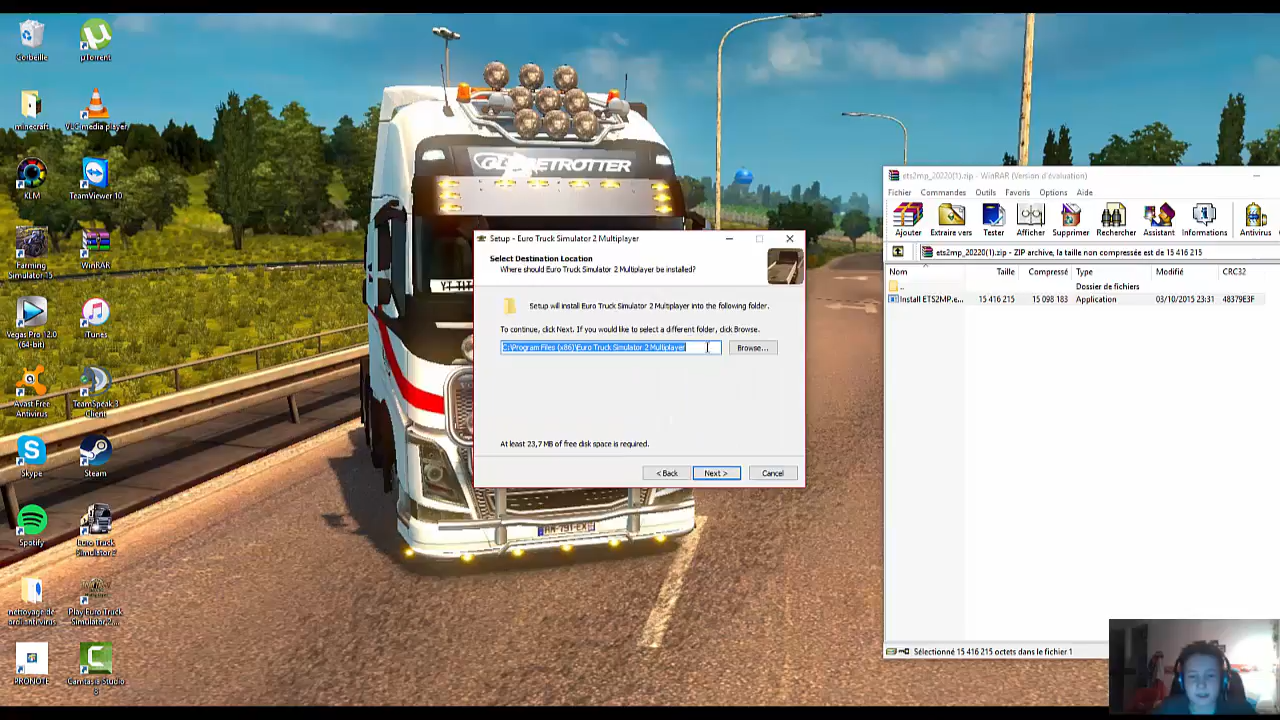 Corbeille
µTorrent
minecraft
VLC media player
KLM
TeamViewer 10
Farming
Simulator 15
WinRAR
Vegas Pro 12.0
(64-bit)
iTunes
Avast Free
Antivirus
TeamSpeak 3
Client
Skype
Steam
Spotify
Euro Truck
Simulator 2
nettoyage de
Play Euro Truck
Simulator 2...
PRONOTE
Camtasia Studio
8
GLOBETROTTER
Setup - Euro Truck Simulator 2 Multiplayer
Select Destination Location
Where should Euro Truck Simulator 2 Multiplayer be installed?
Setup will install Euro Truck Simulator 2 Multiplayer into the following folder.
To continue, click Next. If you would like to select a different folder, click Browse.
C:\Program Files (x86)\Euro Truck Simulator 2 Multiplayer
Browse...
At least 23,7 MB of free disk space is required.
< Back
Next >
Cancel
ets2mp_20220(1).zip - WinRAR (Version d'évaluation)
Fichier Commandes Outils Favoris Options Aide
Ajouter Extraire vers Tester Afficher Supprimer Rechercher Assistant Informations Antivirus
ets2mp_20220(1).zip - ZIP archive, la taille non compressée est de 15 416 215
Nom Taille Compressé Type Modifié CRC32
.. Dossier de fichiers
Install ETS2MP.e... 15 416 215 15 098 183 Application 03/10/2015 23:31 48379E3F
Sélectionné 15 416 215 octets dans le fichier 1